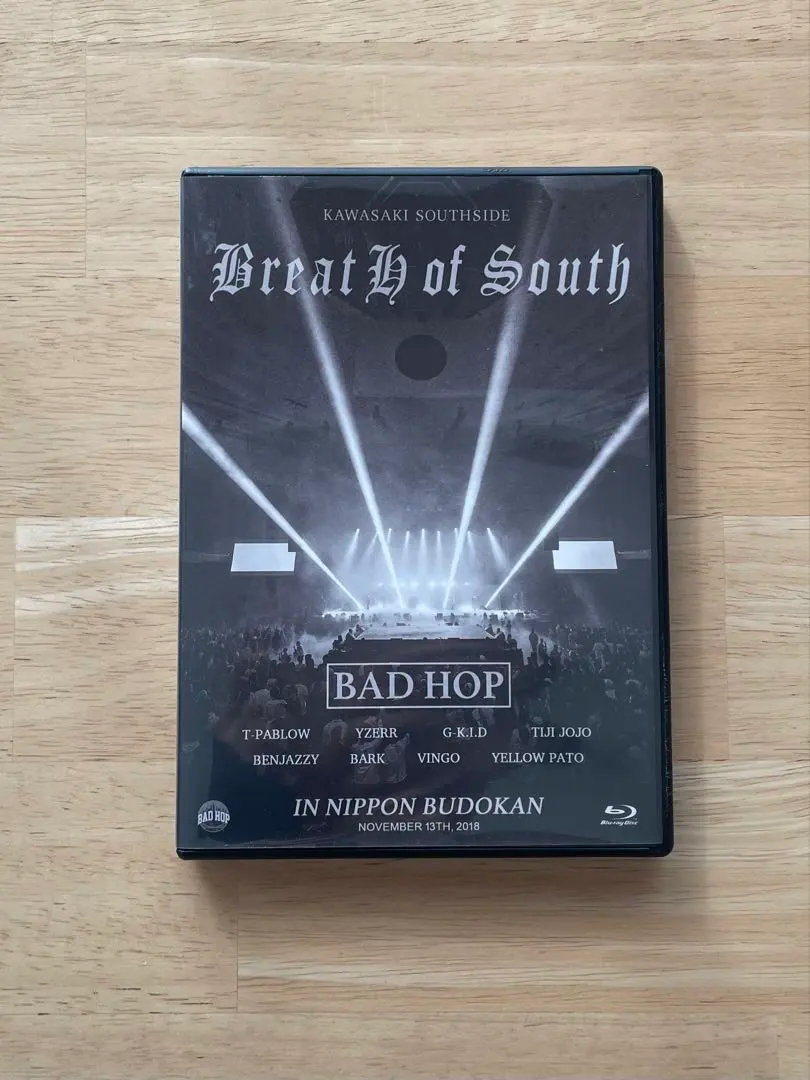 KAWASAKI SOUTHSIDE
BreatH of South
BAD HOP
T-PABLOW YZERR G-K.I.D TIJI JOJO
BENJAZZY BARK VINGO YELLOW PATO
IN NIPPON BUDOKAN
NOVEMBER 13TH, 2018
BAD HOP
Blu-ray Disc